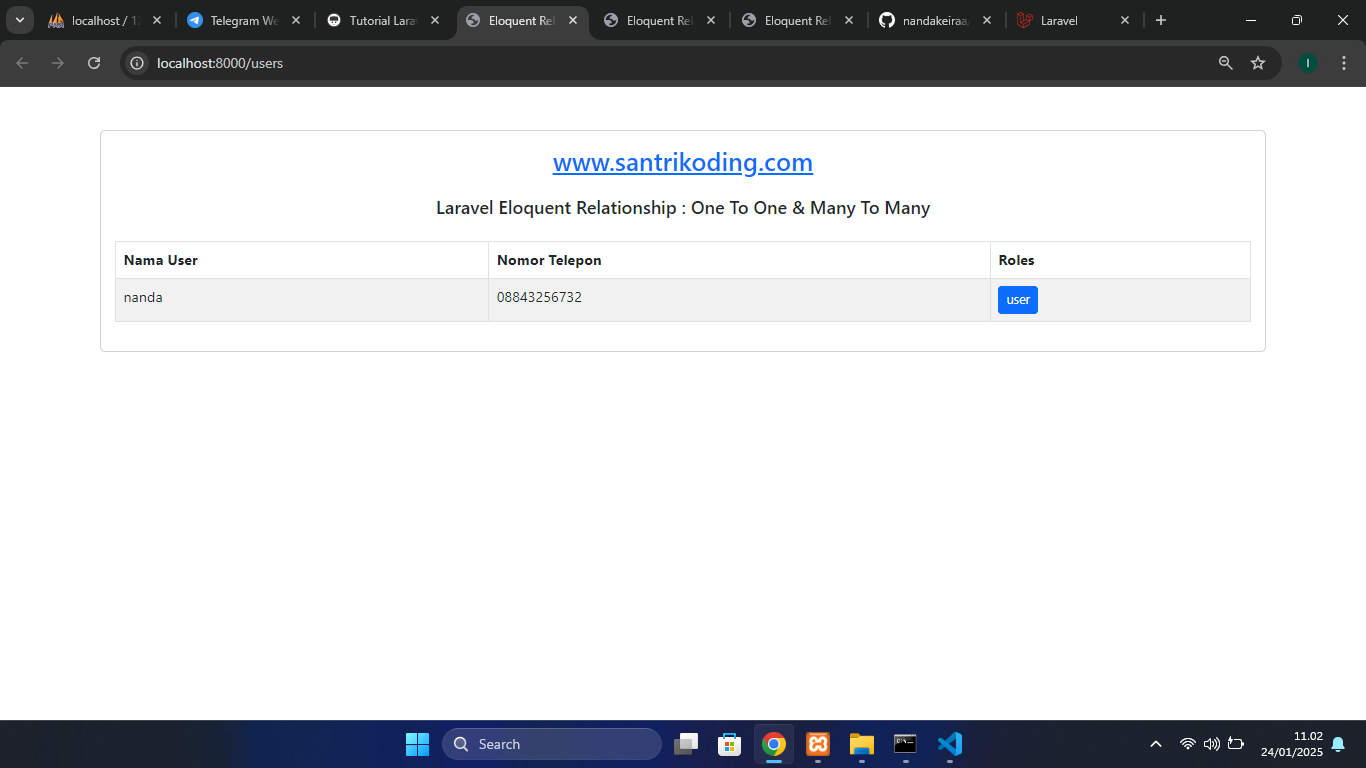 localhost / 12
Telegram We
Tutorial Lara
Eloquent Rel
Eloquent Rel
Eloquent Rel
nandakeiraa/
Laravel
localhost:8000/users
I
www.santrikoding.com
Laravel Eloquent Relationship : One To One & Many To Many
Nama User Nomor Telepon Roles
nanda 08843256732 user
Search
11.02
24/01/2025